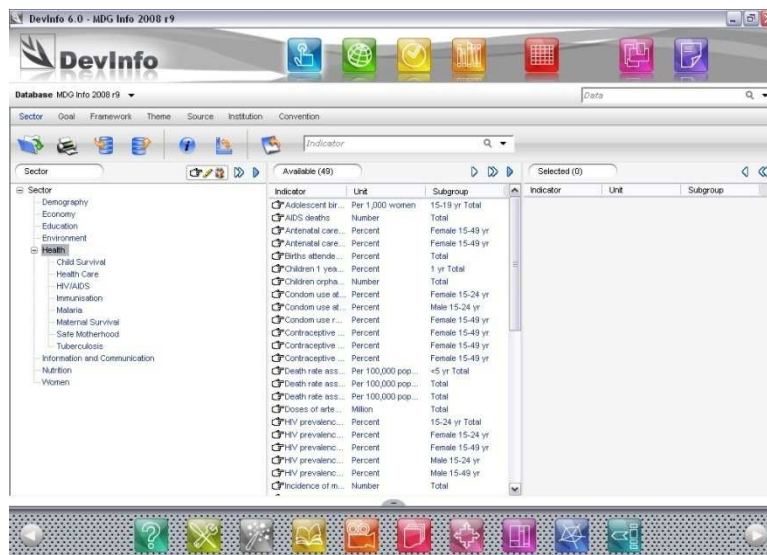 DevInfo 6.0 - MDG Info 2008 r9
DevInfo
Database MDG Info 2008 r9
Data
Sector Goal Framework Theme Source Institution Convention
Indicator
Sector
Available (49)
Selected (0)
Sector
Demography
Economy
Education
Environment
Health
Child Survival
Health Care
HIV/AIDS
Immunisation
Malaria
Maternal Survival
Safe Motherhood
Tuberculosis
Information and Communication
Nutrition
Women
Indicator Unit Subgroup
Adolescent bir... Per 1,000 women 15-19 yr Total
AIDS deaths Number Total
Antenatal care... Percent Female 15-49 yr
Antenatal care... Percent Female 15-49 yr
Births attende... Percent Total
Children 1 yea... Percent 1 yr Total
Children orpha... Number Total
Condom use at... Percent Female 15-24 yr
Condom use at... Percent Male 15-24 yr
Condom use r... Percent Female 15-49 yr
Contraceptive ... Percent Female 15-49 yr
Contraceptive ... Percent Female 15-49 yr
Contraceptive ... Percent Female 15-49 yr
Death rate ass... Per 100,000 pop... <5 yr Total
Death rate ass... Per 100,000 pop... Total
Death rate ass... Per 100,000 pop... Total
Doses of arte... Million Total
HIV prevalenc... Percent 15-24 yr Total
HIV prevalenc... Percent Female 15-24 yr
HIV prevalenc... Percent Female 15-49 yr
HIV prevalenc... Percent Male 15-24 yr
HIV prevalenc... Percent Male 15-49 yr
Incidence of m... Number Total
Indicator Unit Subgroup